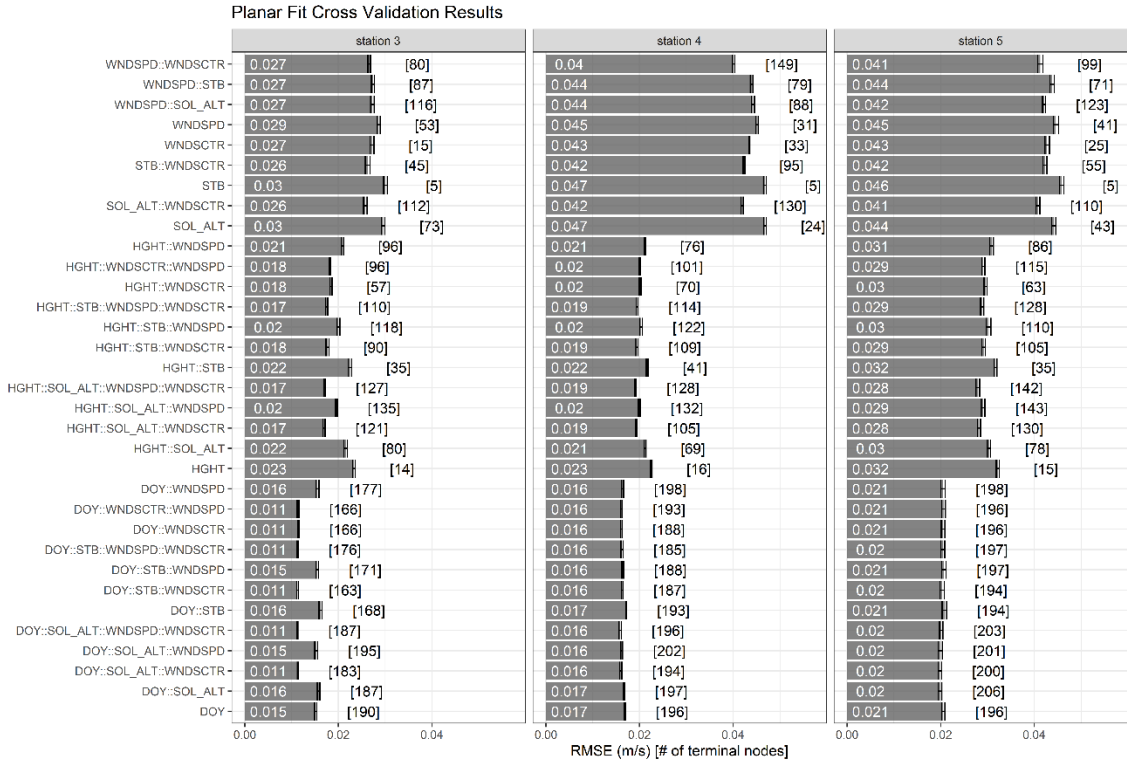 Planar Fit Cross Validation Results
station 3 station 4 station 5
WNDSPD::WNDSCTR 0.027 [80] 0.04 [149] 0.041 [99]
WNDSPD::STB 0.027 [87] 0.044 [79] 0.044 [71]
WNDSPD::SOL_ALT 0.027 [116] 0.044 [88] 0.042 [123]
WNDSPD 0.029 [53] 0.045 [31] 0.045 [41]
WNDSCTR 0.027 [15] 0.043 [33] 0.043 [25]
STB::WNDSCTR 0.026 [45] 0.042 [95] 0.042 [55]
STB 0.03 [5] 0.047 [5] 0.046 [5]
SOL_ALT::WNDSCTR 0.026 [112] 0.042 [130] 0.041 [110]
SOL_ALT 0.03 [73] 0.047 [24] 0.044 [43]
HGHT::WNDSPD 0.021 [96] 0.021 [76] 0.031 [86]
HGHT::WNDSCTR::WNDSPD 0.018 [96] 0.02 [101] 0.029 [115]
HGHT::WNDSCTR 0.018 [57] 0.02 [70] 0.03 [63]
HGHT::STB::WNDSPD::WNDSCTR 0.017 [110] 0.019 [114] 0.029 [128]
HGHT::STB::WNDSPD 0.02 [118] 0.02 [122] 0.03 [110]
HGHT::STB::WNDSCTR 0.018 [90] 0.019 [109] 0.029 [105]
HGHT::STB 0.022 [35] 0.022 [41] 0.032 [35]
HGHT::SOL_ALT::WNDSPD::WNDSCTR 0.017 [127] 0.019 [128] 0.028 [142]
HGHT::SOL_ALT::WNDSPD 0.02 [135] 0.02 [132] 0.029 [143]
HGHT::SOL_ALT::WNDSCTR 0.017 [121] 0.019 [105] 0.028 [130]
HGHT::SOL_ALT 0.022 [80] 0.021 [69] 0.03 [78]
HGHT 0.023 [14] 0.023 [16] 0.032 [15]
DOY::WNDSPD 0.016 [177] 0.016 [198] 0.021 [198]
DOY::WNDSCTR::WNDSPD 0.011 [166] 0.016 [193] 0.021 [196]
DOY::WNDSCTR 0.011 [166] 0.016 [188] 0.021 [196]
DOY::STB::WNDSPD::WNDSCTR 0.011 [176] 0.016 [185] 0.02 [197]
DOY::STB::WNDSPD 0.015 [171] 0.016 [188] 0.021 [197]
DOY::STB::WNDSCTR 0.011 [163] 0.016 [187] 0.02 [194]
DOY::STB 0.016 [168] 0.017 [193] 0.021 [194]
DOY::SOL_ALT::WNDSPD::WNDSCTR 0.011 [187] 0.016 [196] 0.02 [203]
DOY::SOL_ALT::WNDSPD 0.015 [195] 0.016 [202] 0.02 [201]
DOY::SOL_ALT::WNDSCTR 0.011 [183] 0.016 [194] 0.02 [200]
DOY::SOL_ALT 0.016 [187] 0.017 [197] 0.02 [206]
DOY 0.015 [190] 0.017 [196] 0.021 [196]
0.00 0.02 0.04 0.00 0.02 0.04 0.00 0.02 0.04
RMSE (m/s) [# of terminal nodes]